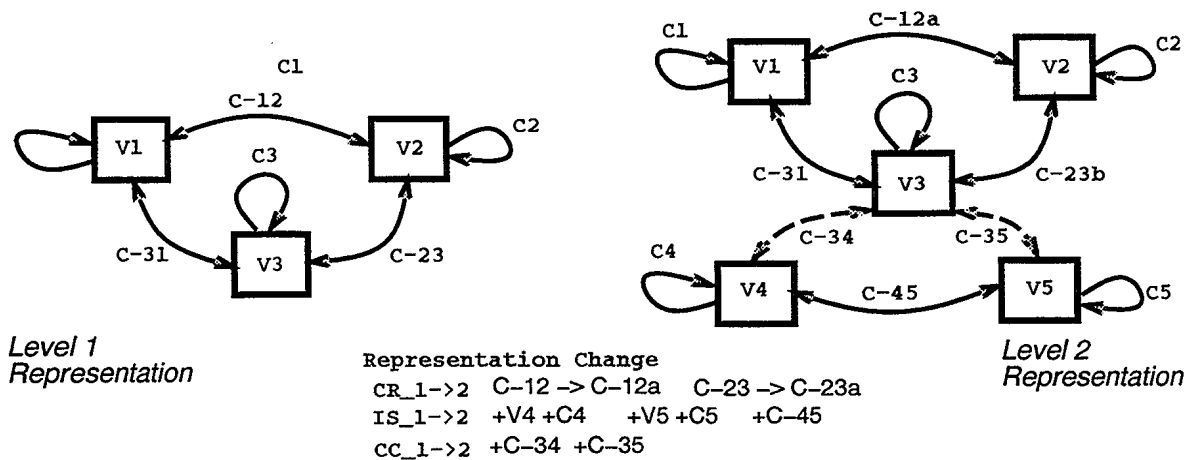 C1
C-12
V1
V2
C2
C3
C-31
V3
C-23
Level 1
Representation
C1
C-12a
V1
V2
C2
C3
C-31
V3
C-23b
C-34
C-35
C4
V4
C-45
V5
C5
Level 2
Representation
Representation Change
CR_1->2 C-12 -> C-12a C-23 -> C-23a
IS_1->2 +V4 +C4 +V5 +C5 +C-45
CC_1->2 +C-34 +C-35